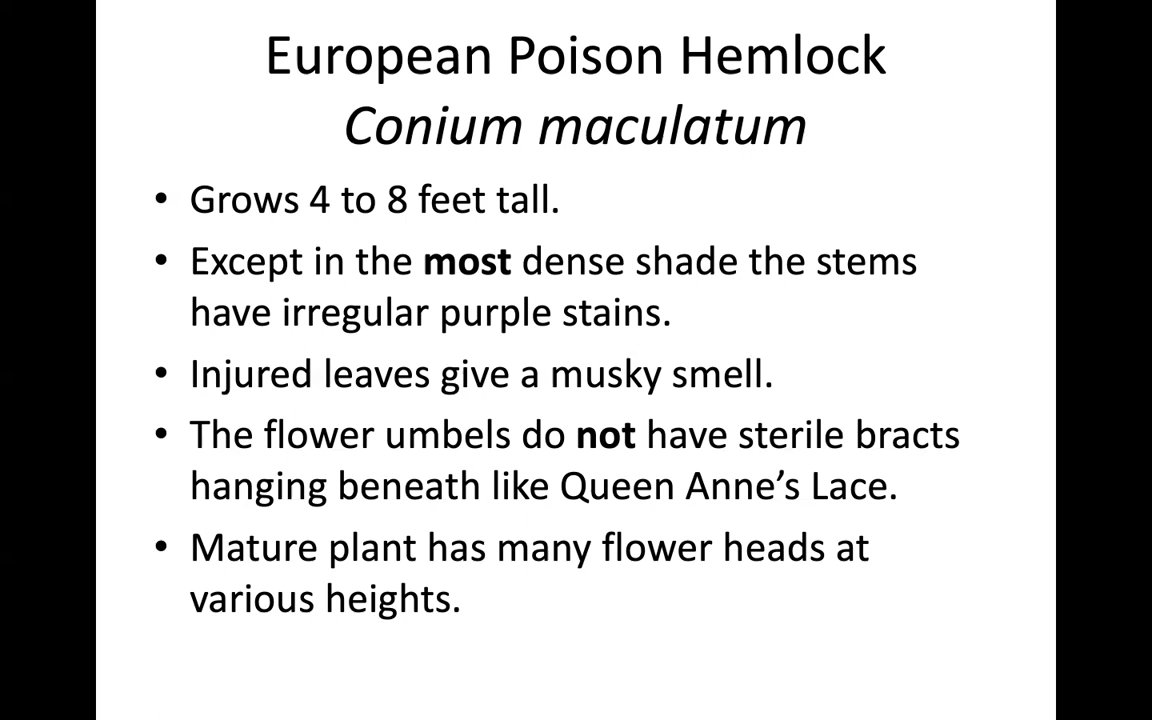 European Poison Hemlock
Conium maculatum
• Grows 4 to 8 feet tall.
• Except in the most dense shade the stems
have irregular purple stains.
• Injured leaves give a musky smell.
• The flower umbels do not have sterile bracts
hanging beneath like Queen Anne’s Lace.
• Mature plant has many flower heads at
various heights.